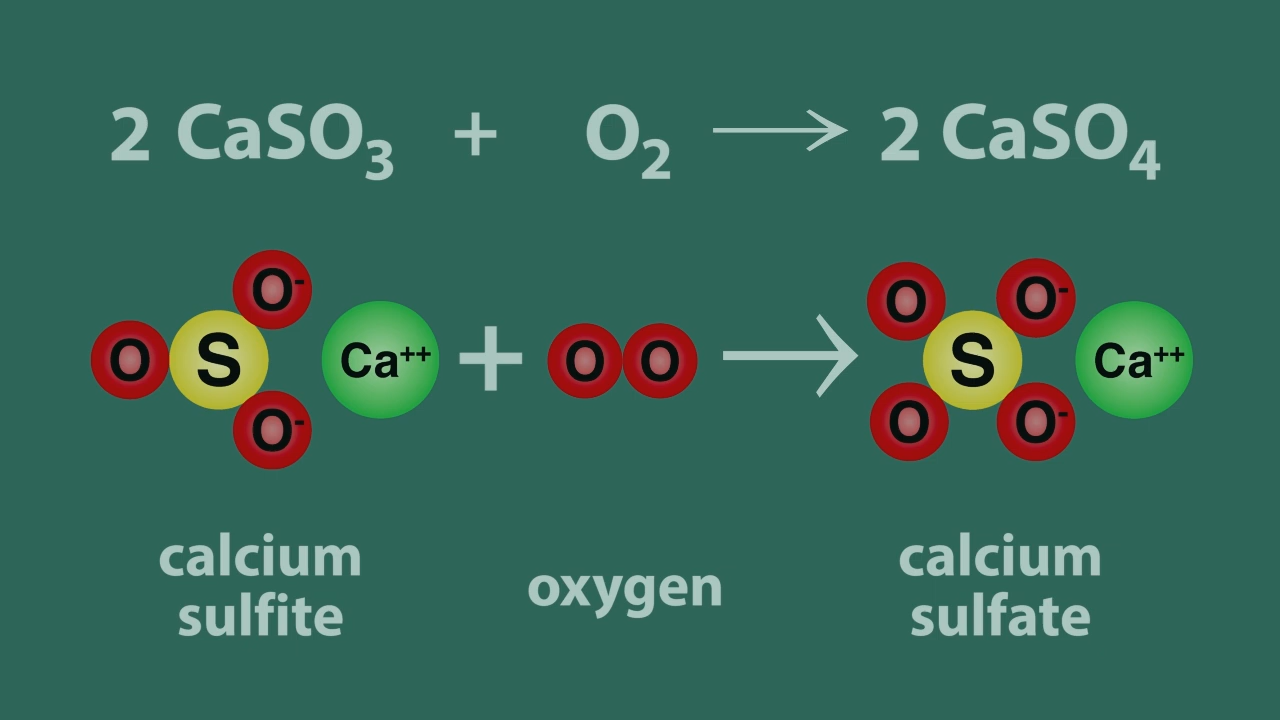 2 CaSO₃ + O₂ → 2 CaSO₄
O S O⁻ O⁻ Ca⁺⁺ + O O → O O S O⁻ O⁻ Ca⁺⁺
calcium sulfite
oxygen
calcium sulfate